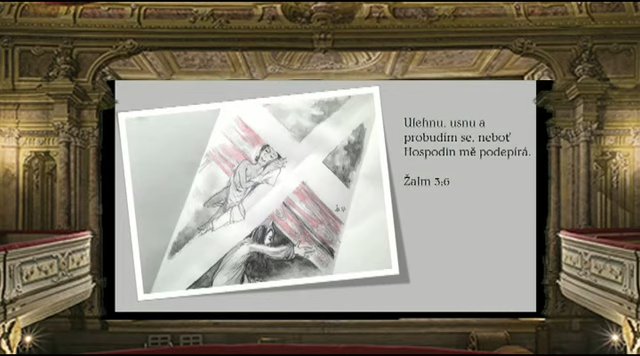 Ulehnu, usnu a
probudím se, neboť
Hospodin mě podepírá.
Žalm 3:6